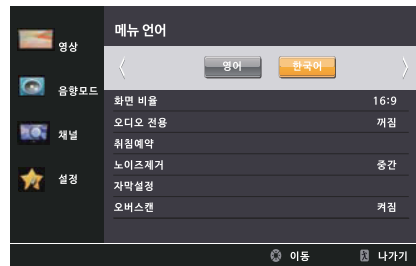 영상
음향모드
채널
설정
메뉴 언어
영어 한국어
화면 비율 16:9
오디오 전용 꺼짐
취침예약
노이즈제거 중간
자막설정
오버스캔 켜짐
이동 나가기